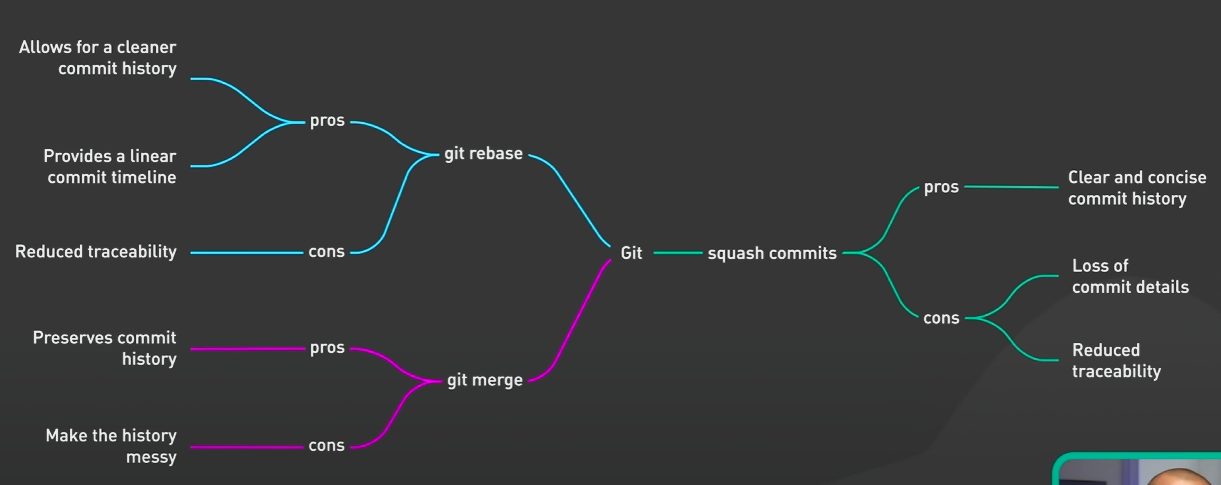 Allows for a cleaner
commit history
pros
Provides a linear
commit timeline
git rebase
Reduced traceability
cons
Preserves commit
history
pros
git merge
Make the history
messy
cons
Git
squash commits
pros
Clear and concise
commit history
cons
Loss of
commit details
Reduced
traceability